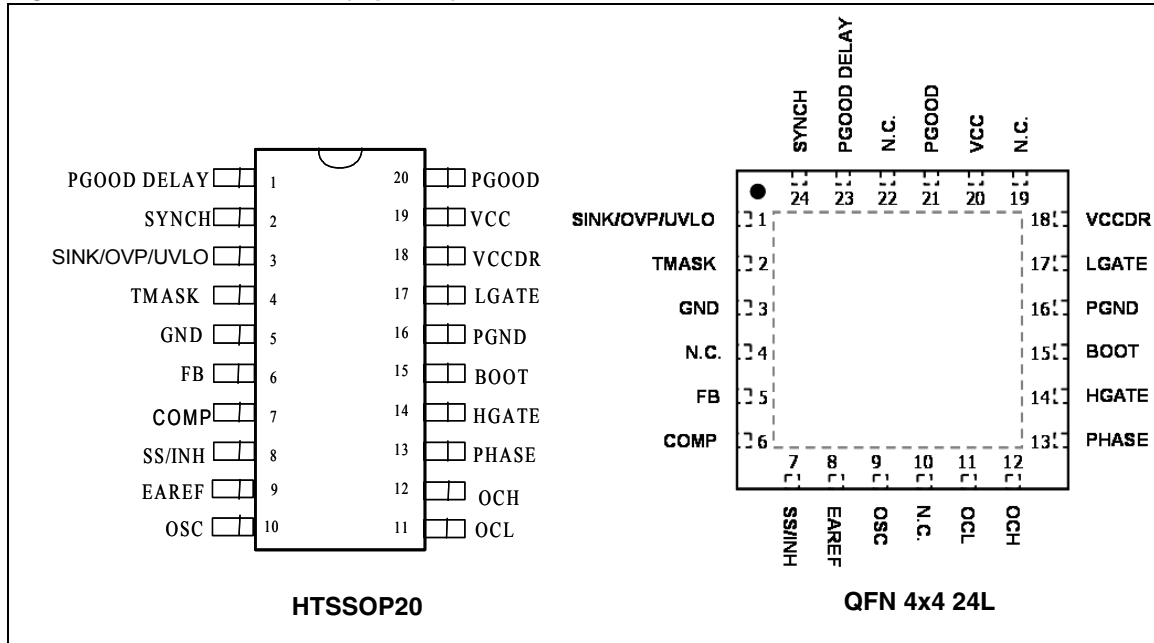 PGOOD DELAY 1 20 PGOOD
SYNCH 2 19 VCC
SINK/OVP/UVLO 3 18 VCCDR
TMASK 4 17 LGATE
GND 5 16 PGND
FB 6 15 BOOT
COMP 7 14 HGATE
SS/INH 8 13 PHASE
EAREF 9 12 OCH
OSC 10 11 OCL
HTSSOP20
SYNCH
PGOOD DELAY
N.C.
PGOOD
VCC
N.C.
24 23 22 21 20 19
SINK/OVP/UVLO 1 18 VCCDR
TMASK 2 17 LGATE
GND 3 16 PGND
N.C. 4 15 BOOT
FB 5 14 HGATE
COMP 6 13 PHASE
7 8 9 10 11 12
SS/INH
EAREF
OSC
N.C.
OCL
OCH
QFN 4x4 24L